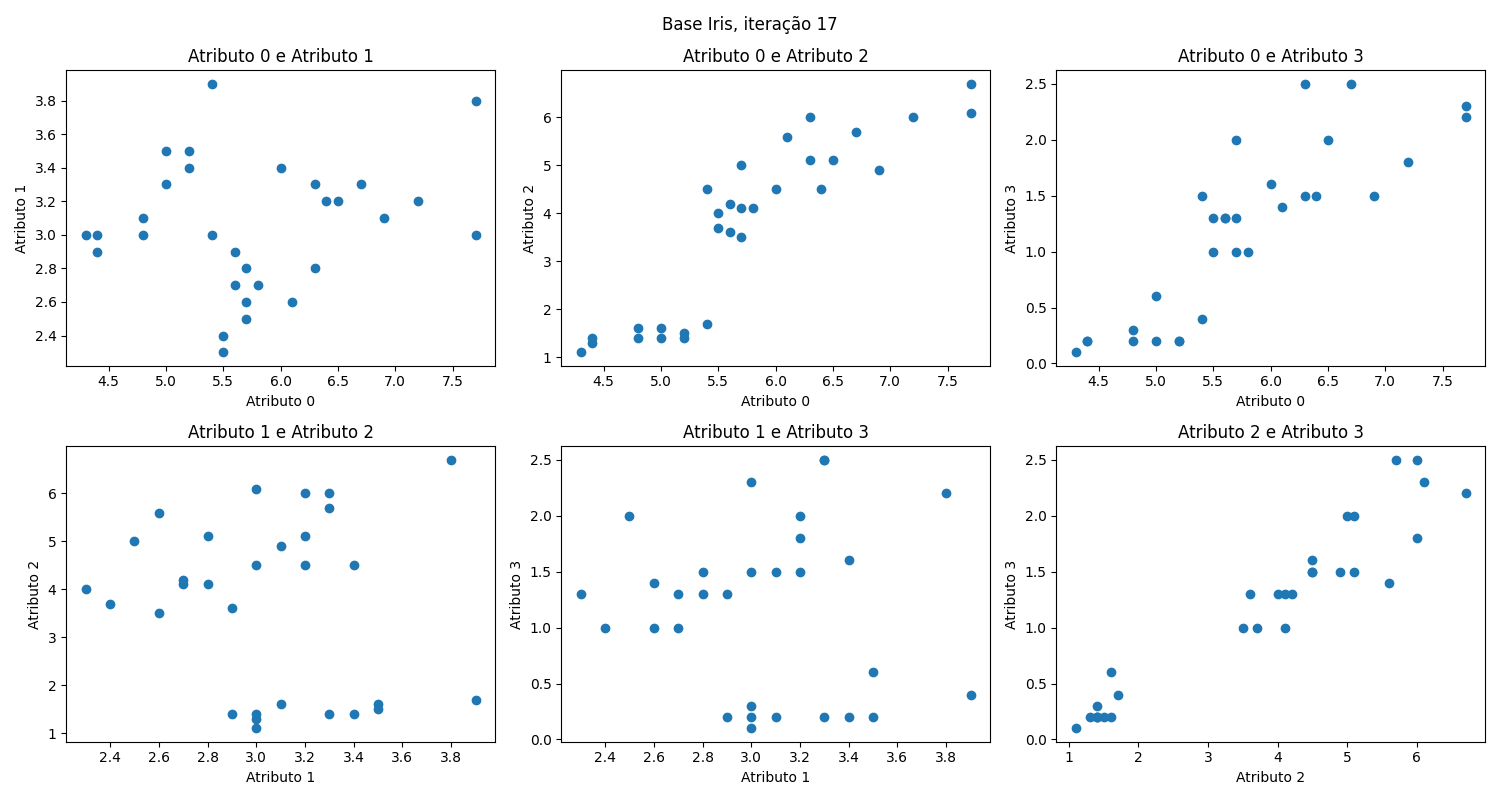 Base Iris, iteração 17
Atributo 0 e Atributo 1
3.8
3.6
3.4
3.2
3.0
2.8
2.6
2.4
Atributo 1
4.5 5.0 5.5 6.0 6.5 7.0 7.5
Atributo 0
Atributo 0 e Atributo 2
6
5
4
3
2
1
Atributo 2
4.5 5.0 5.5 6.0 6.5 7.0 7.5
Atributo 0
Atributo 0 e Atributo 3
2.5
2.0
1.5
1.0
0.5
0.0
Atributo 3
4.5 5.0 5.5 6.0 6.5 7.0 7.5
Atributo 0
Atributo 1 e Atributo 2
6
5
4
3
2
1
Atributo 2
2.4 2.6 2.8 3.0 3.2 3.4 3.6 3.8
Atributo 1
Atributo 1 e Atributo 3
2.5
2.0
1.5
1.0
0.5
0.0
Atributo 3
2.4 2.6 2.8 3.0 3.2 3.4 3.6 3.8
Atributo 1
Atributo 2 e Atributo 3
2.5
2.0
1.5
1.0
0.5
0.0
Atributo 3
1 2 3 4 5 6
Atributo 2